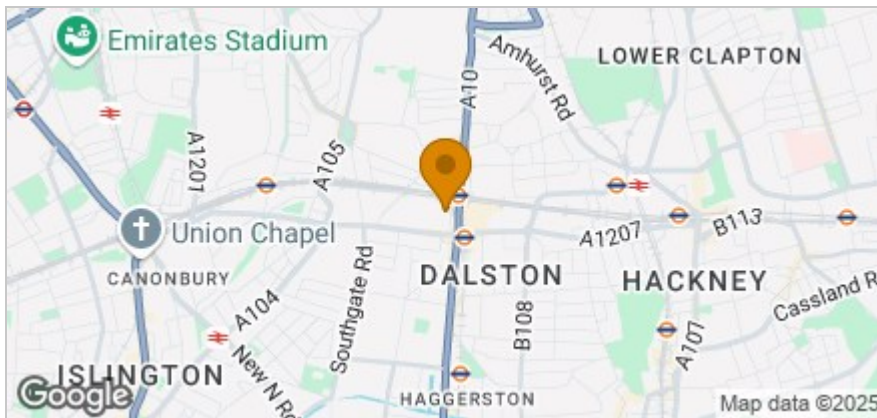 Emirates Stadium
A10
Amhurst Rd
LOWER CLAPTON
A1201
A105
Union Chapel
CANONBURY
Southgate Rd
A104
New N Rd
ISLINGTON
DALSTON
B108
A1207
B113
HACKNEY
Cassland R
A107
HAGGERSTON
Google
Map data ©2025